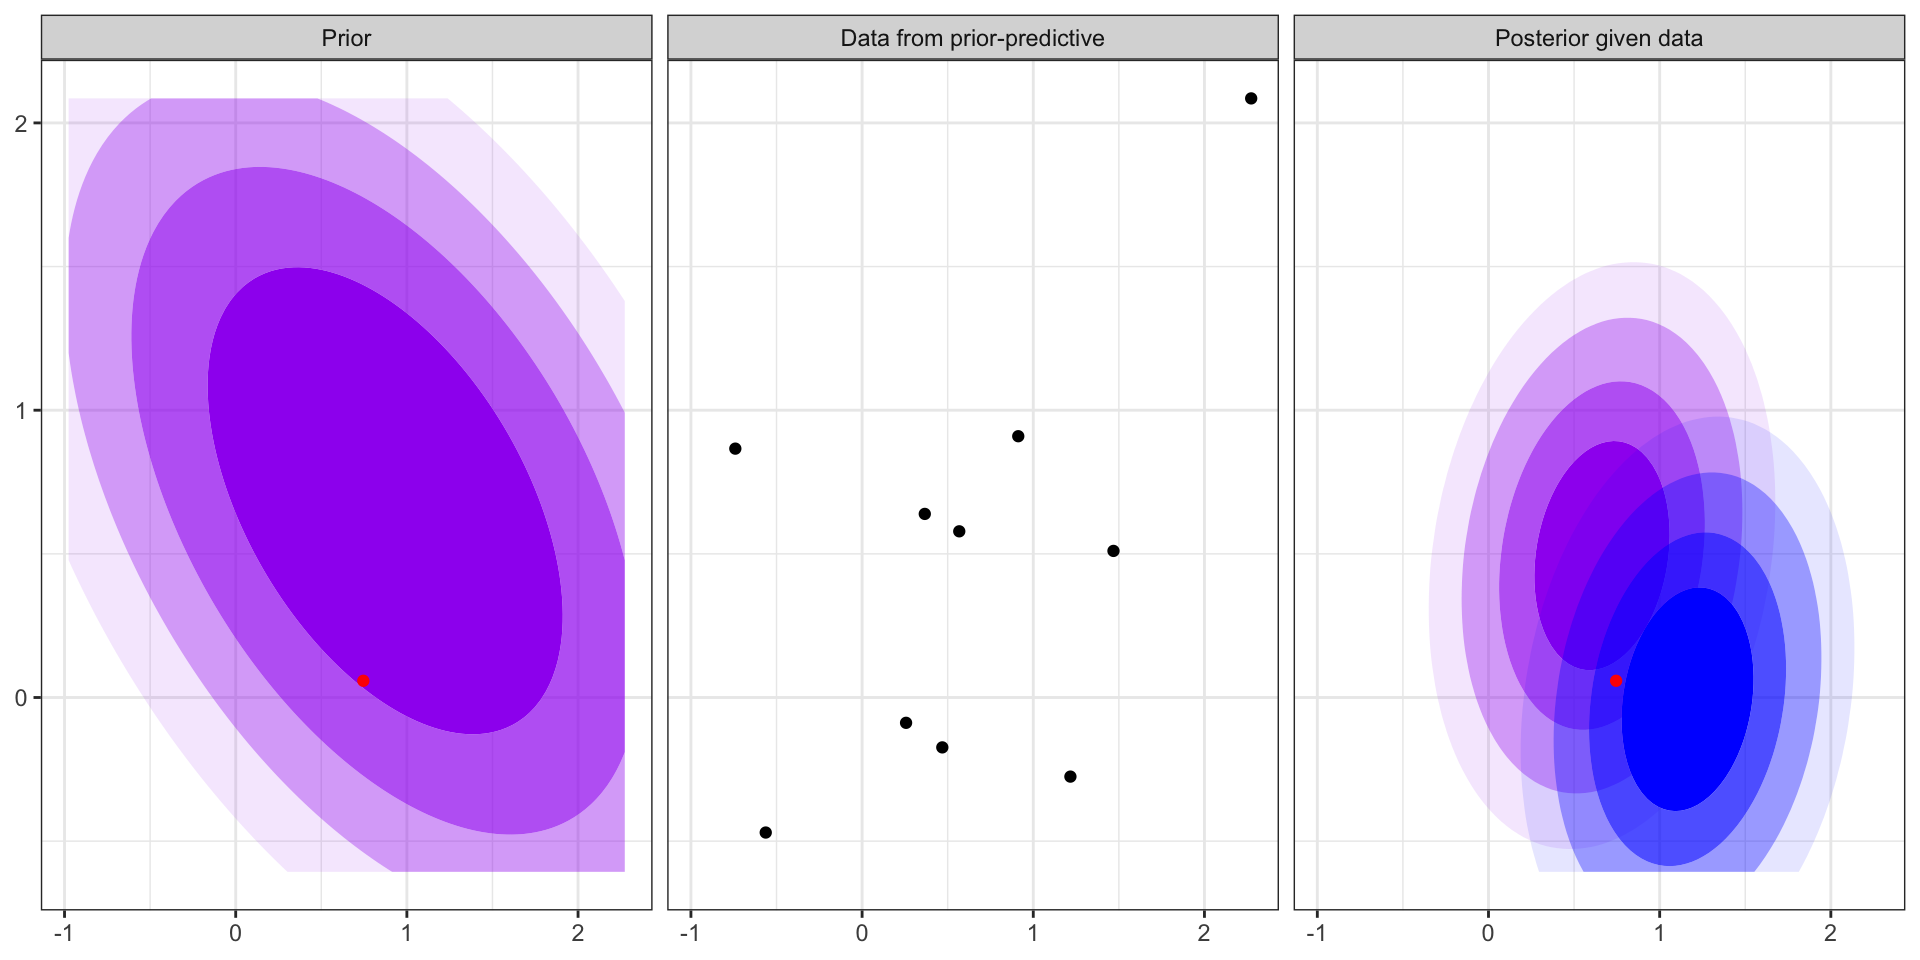 Prior
Data from prior-predictive
Posterior given data
2
1
0
-1 0 1 2
-1 0 1 2
-1 0 1 2